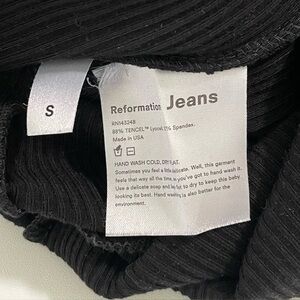 S
Reformation Jeans
RN143248
88% TENCEL™ Lyocell, 12% Spandex.
Made in USA
HAND WASH COLD, DRY FLAT.
Sometimes you feel a little delicate. Well, this garment
feels that way all the time, so you've got to hand wash it.
Use a delicate soap and lay flat to dry to keep this baby
looking its best. Hand washing is also better for the
environment.